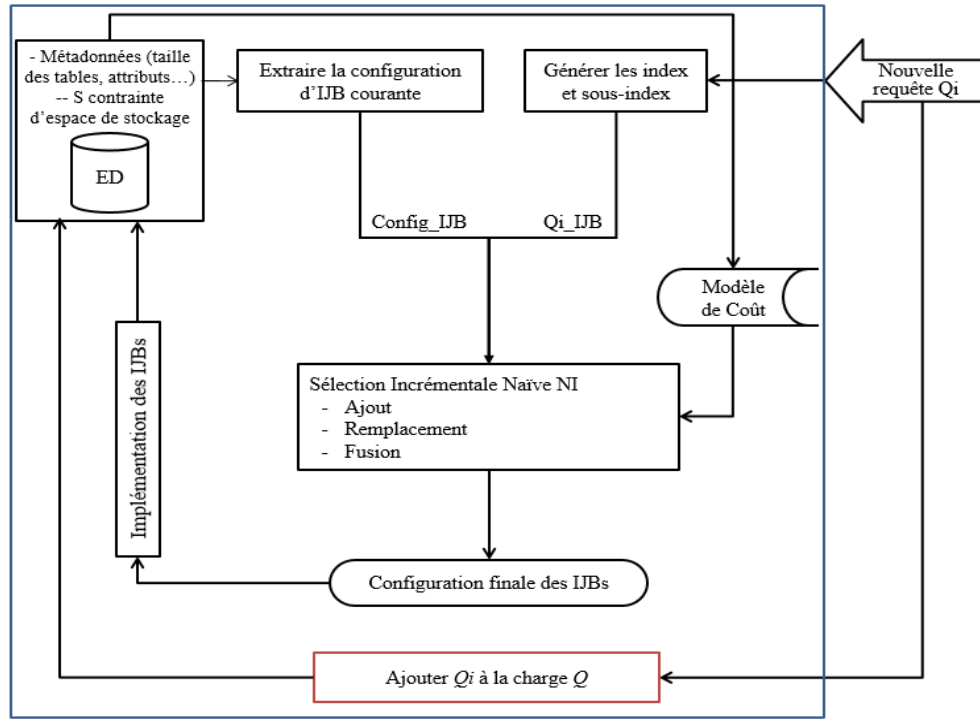 - Métadonnées (taille
des tables, attributs…)
-- S contrainte
d'espace de stockage
ED
Extraire la configuration
d'IJB courante
Générer les index
et sous-index
Nouvelle
requête Qi
Config_IJB
Qi_IJB
Modèle
de Coût
Sélection Incrémentale Naïve NI
- Ajout
- Remplacement
- Fusion
Implémentation des IJBs
Configuration finale des IJBs
Ajouter Qi à la charge Q